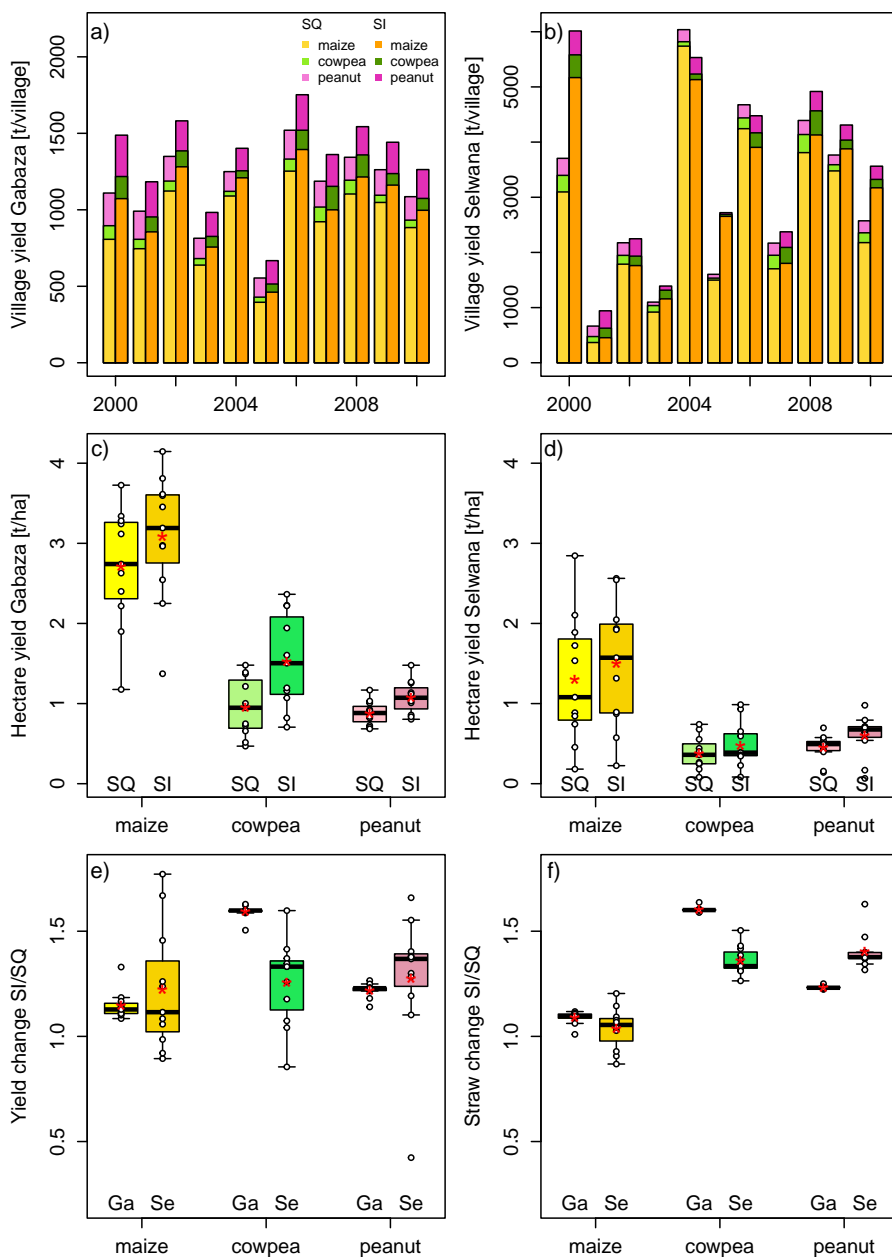 a)
SQ SI
maize maize
cowpea cowpea
peanut peanut
Village yield Gabaza [t/village]
0 500 1000 1500 2000
2000 2004 2008
b)
Village yield Selwana [t/village]
0 1000 3000 5000
2000 2004 2008
c)
Hectare yield Gabaza [t/ha]
0 1 2 3 4
SQ SI SQ SI SQ SI
maize cowpea peanut
d)
Hectare yield Selwana [t/ha]
0 1 2 3 4
SQ SI SQ SI SQ SI
maize cowpea peanut
e)
Yield change SI/SQ
0.5 1.0 1.5
Ga Se Ga Se Ga Se
maize cowpea peanut
f)
Straw change SI/SQ
0.5 1.0 1.5
Ga Se Ga Se Ga Se
maize cowpea peanut